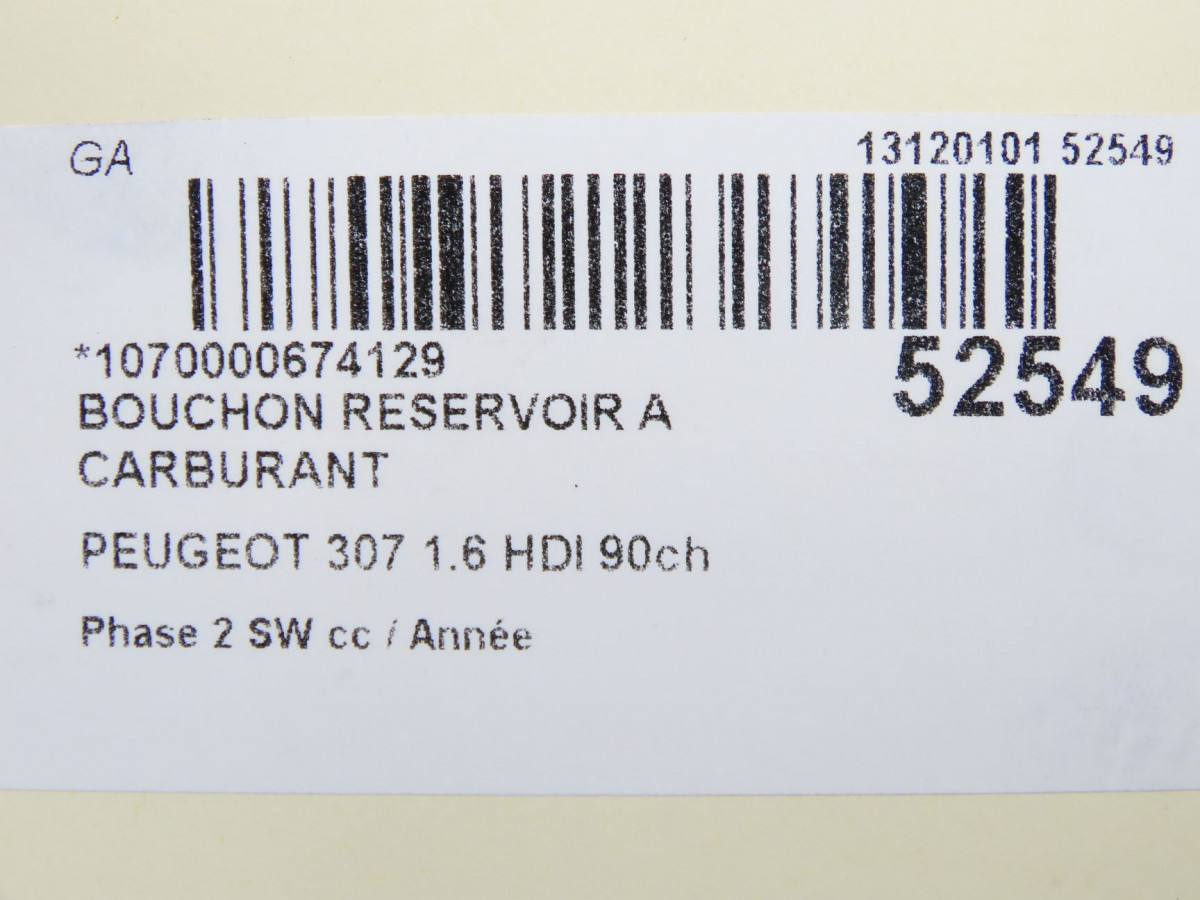 GA
13120101 52549
*1070000674129
52549
BOUCHON RESERVOIR A
CARBURANT
PEUGEOT 307 1.6 HDI 90ch
Phase 2 SW cc / Année